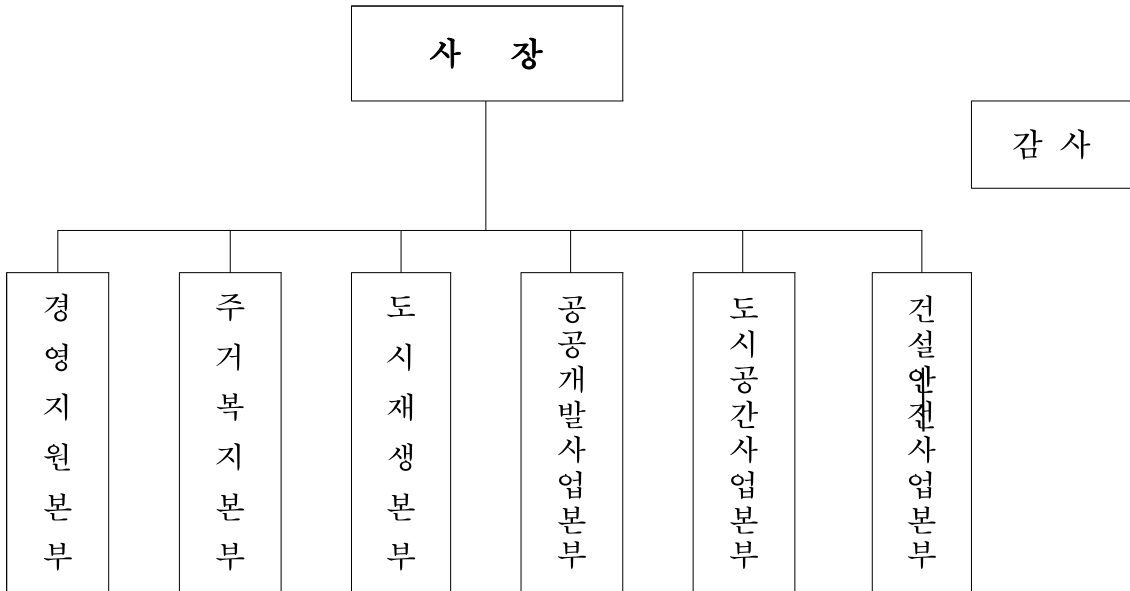 사 장
감 사
경영지원본부
주거복지본부
도시재생본부
공공개발사업본부
도시공간사업본부
건설안전사업본부